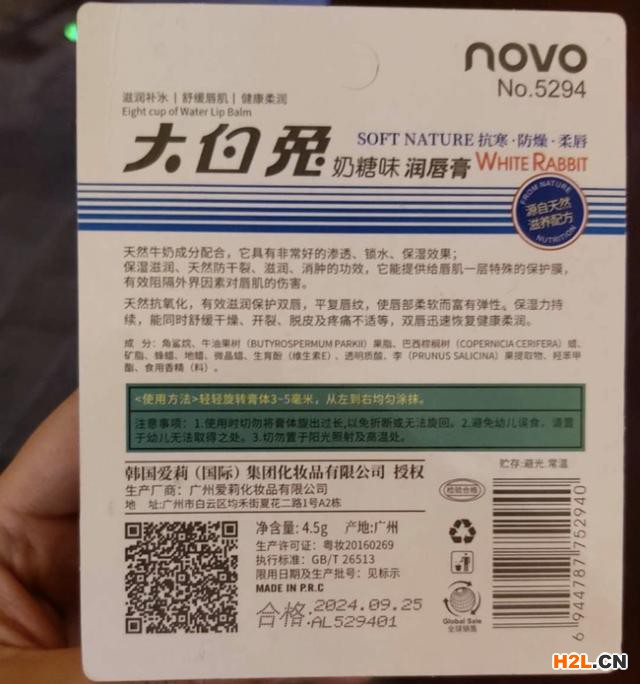 novo
No.5294
滋润补水 | 舒缓唇肌 | 健康柔润
Eight cup of Water Lip Balm
大白兔 奶糖味 润唇膏
SOFT NATURE 抗寒·防燥·柔唇
WHITE RABBIT
FROM NATURE
源自天然
滋养配方
NUTRITION
天然牛奶成分配合，它具有非常好的渗透、锁水、保湿效果；
保湿滋润、天然防干裂、滋润、消肿的功效，它能提供给唇肌一层特殊的保护膜，
有效阻隔外界因素对唇肌的伤害。
天然抗氧化，有效滋润保护双唇，平复唇纹，使唇部柔软而富有弹性。保湿力持
续，能同时舒缓干燥、开裂、脱皮及疼痛不适等，双唇迅速恢复健康柔润。
成 分：角鲨烷、牛油果树（BUTYROSPERMUM PARKII）果脂、巴西棕榈树（COPERNICIA CERIFERA）蜡、
矿脂、蜂蜡、地蜡、微晶蜡、生育酚（维生素E）、透明质酸、李（PRUNUS SALICINA）果提取物、羟苯甲
酯、食用香精（料）。
<使用方法>轻轻旋转膏体3-5毫米，从左到右均匀涂抹。
注意事项：1.使用时切勿将膏体旋出过长,以免折断或无法旋回。2.避免幼儿误食，请置
于幼儿无法取得之处。3.切勿置于阳光照射及高温处。
贮存:避光.常温
韩国爱莉（国际）集团化妆品有限公司 授权
生产厂商：广州爱莉化妆品有限公司
地 址:广州市白云区均禾街夏花二路1号A2栋
检验合格
净含量: 4.5g 产地:广州
生产许可证：粤妆20160269
执行标准：GB/T 26513
限用日期及生产批号：见标示
MADE IN P.R.C
合格:2024.09.25
AL529401
Global Sale
全球销售
6 944787 752940
H2L.CN